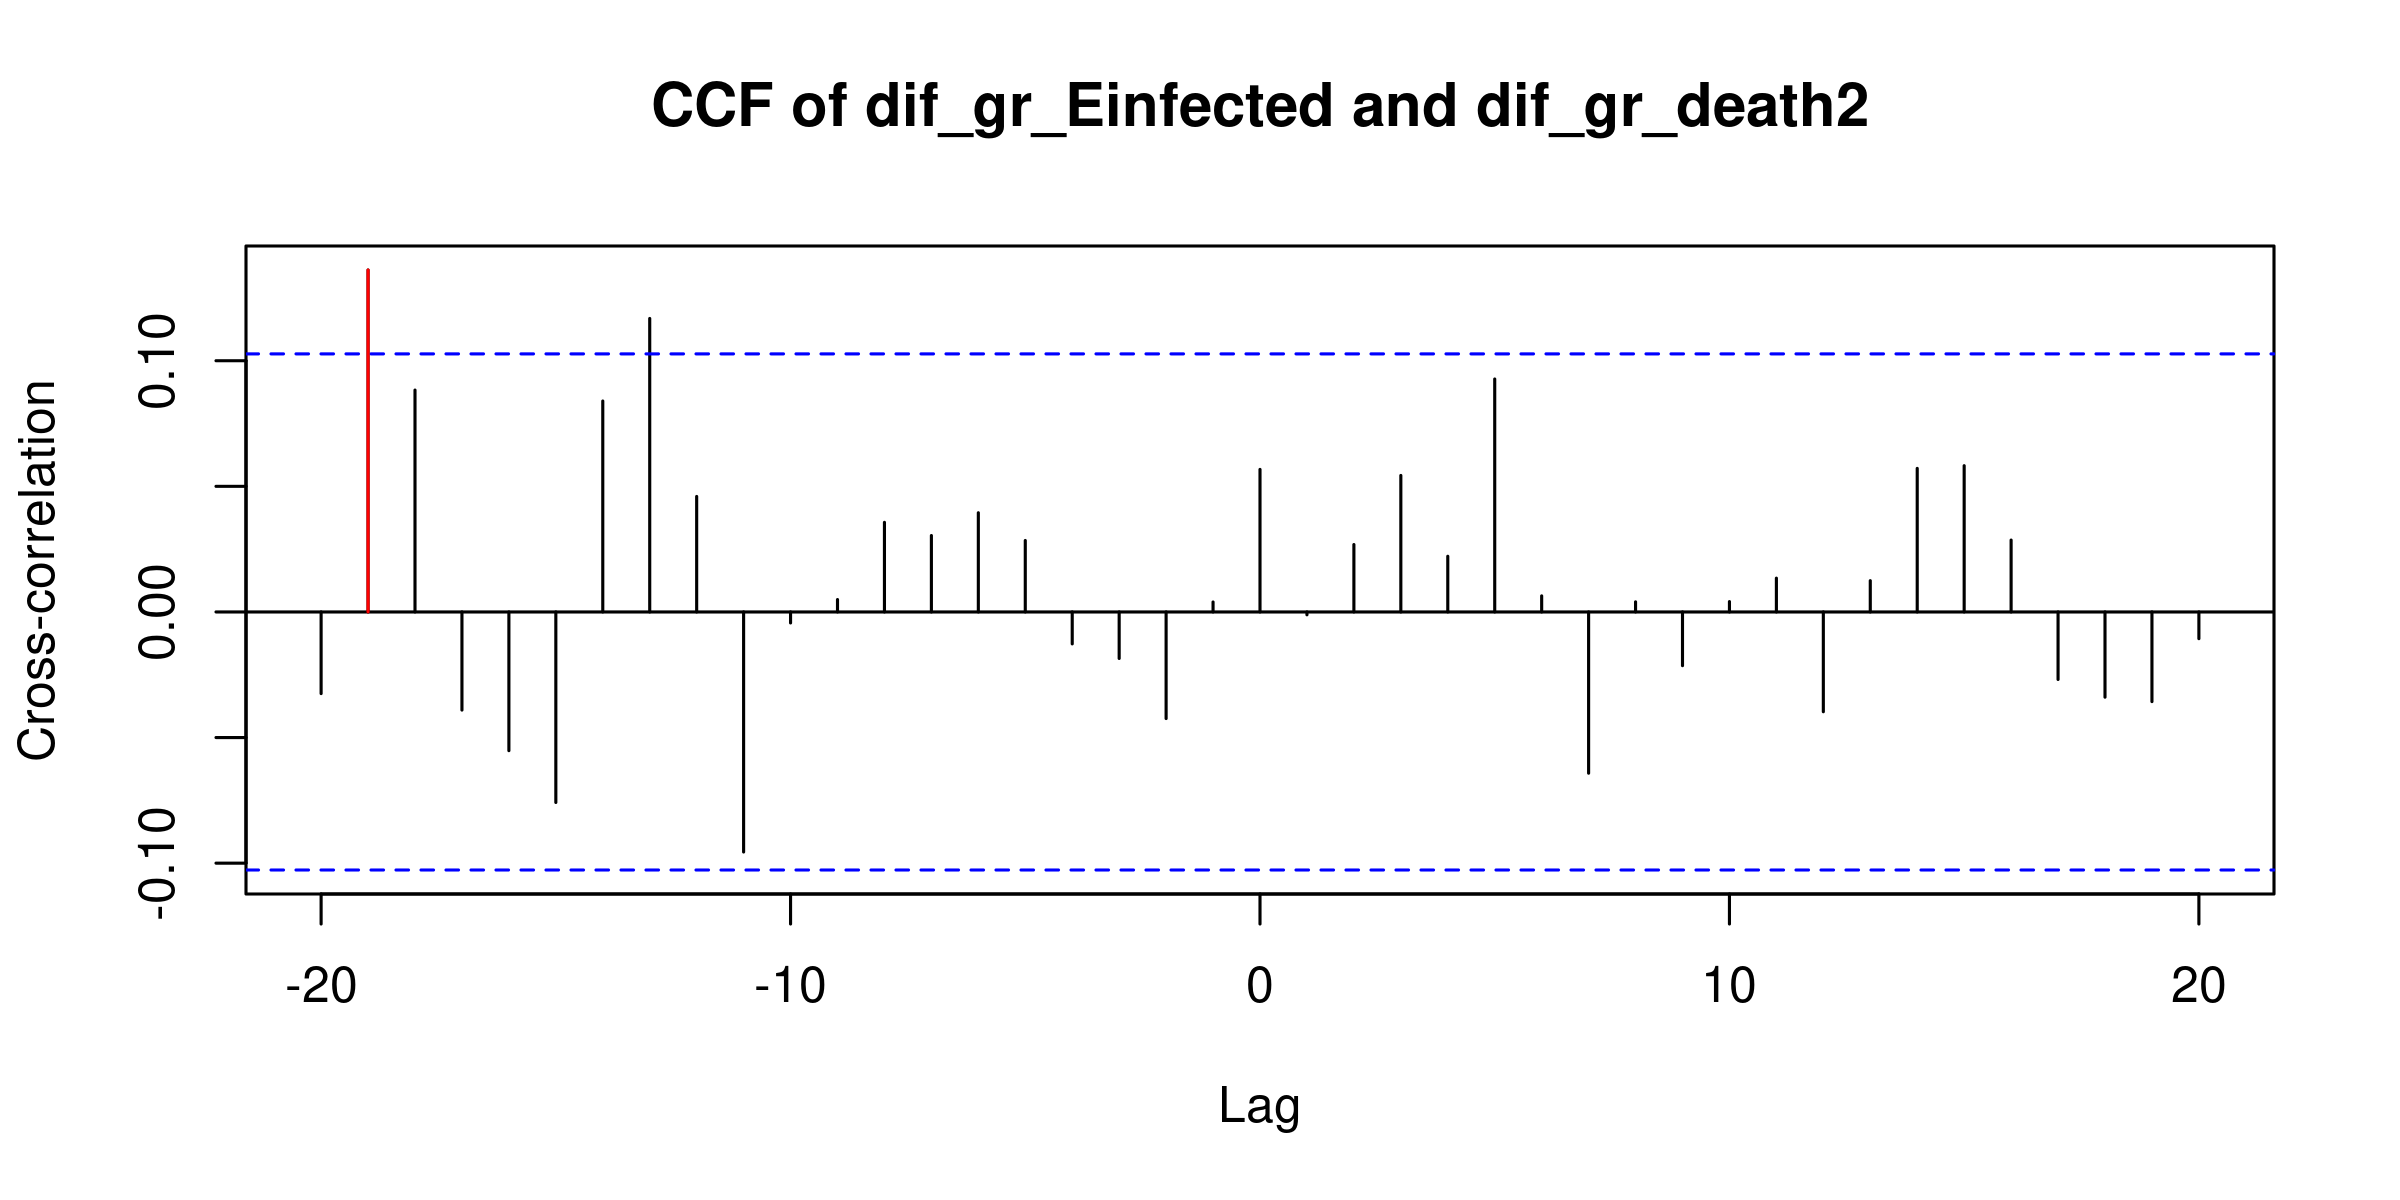 CCF of dif_gr_Einfected and dif_gr_death2
Cross-correlation
0.10
0.00
-0.10
-20
-10
0
10
20
Lag